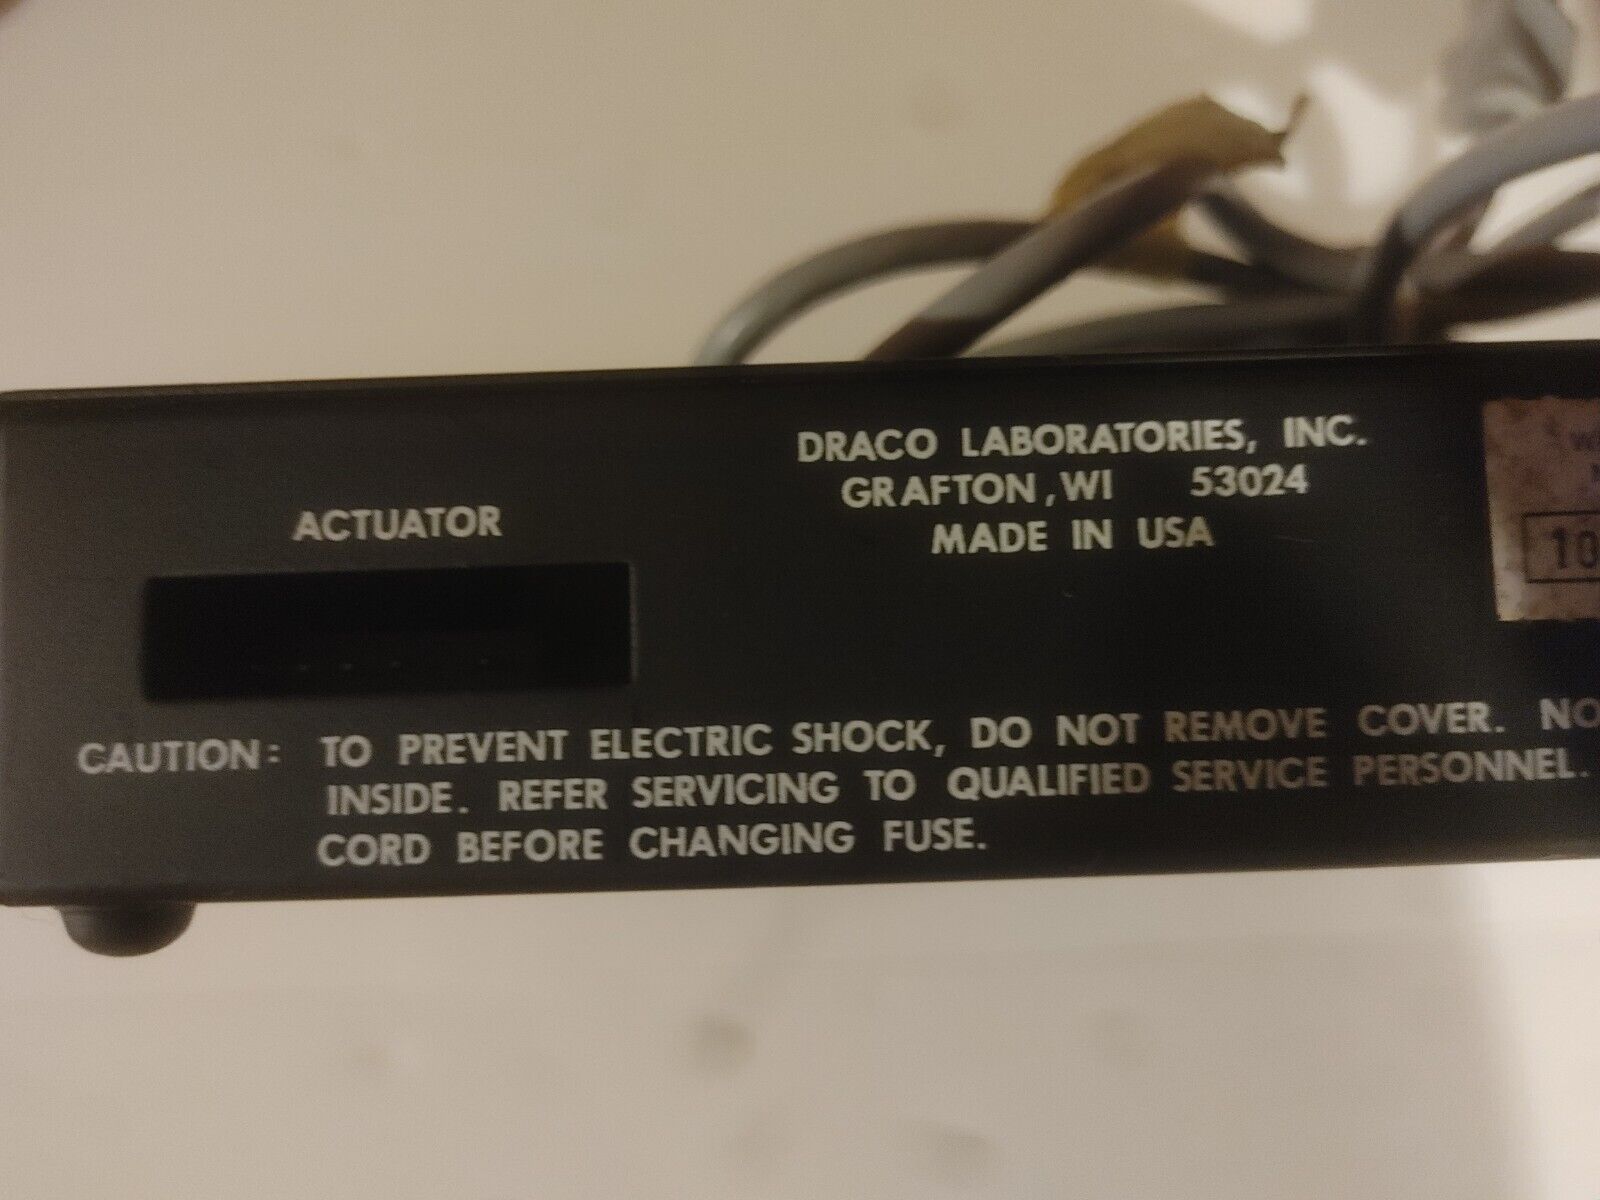 DRACO LABORATORIES, INC.
GRAFTON, WI 53024
MADE IN USA
ACTUATOR
CAUTION: TO PREVENT ELECTRIC SHOCK, DO NOT REMOVE COVER. NO
INSIDE. REFER SERVICING TO QUALIFIED SERVICE PERSONNEL.
CORD BEFORE CHANGING FUSE.
10